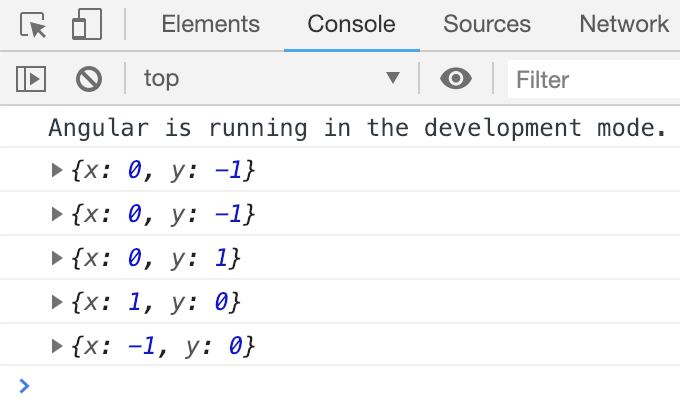 Elements Console Sources Network
top Filter
Angular is running in the development mode.
{x: 0, y: -1}
{x: 0, y: -1}
{x: 0, y: 1}
{x: 1, y: 0}
{x: -1, y: 0}